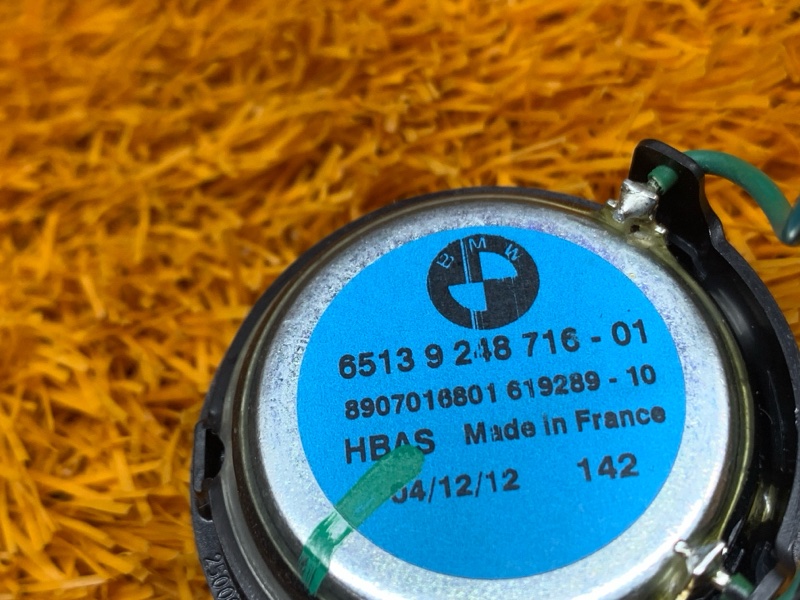 BMW
6513 9 248 716 - 01
8907016801 619289 - 10
HBAS Made in France
04/12/12 142